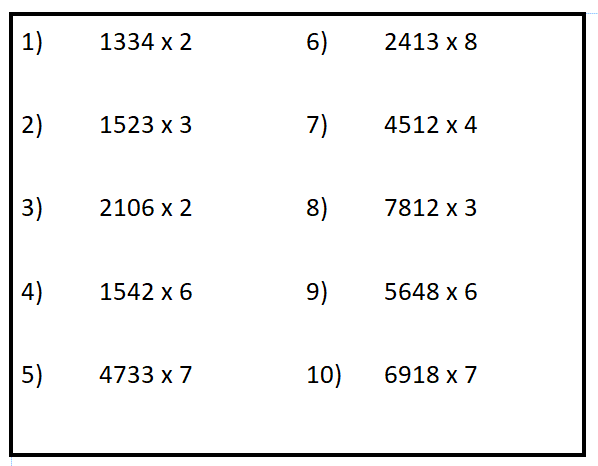 1) 1334 x 2
2) 1523 x 3
3) 2106 x 2
4) 1542 x 6
5) 4733 x 7
6) 2413 x 8
7) 4512 x 4
8) 7812 x 3
9) 5648 x 6
10) 6918 x 7